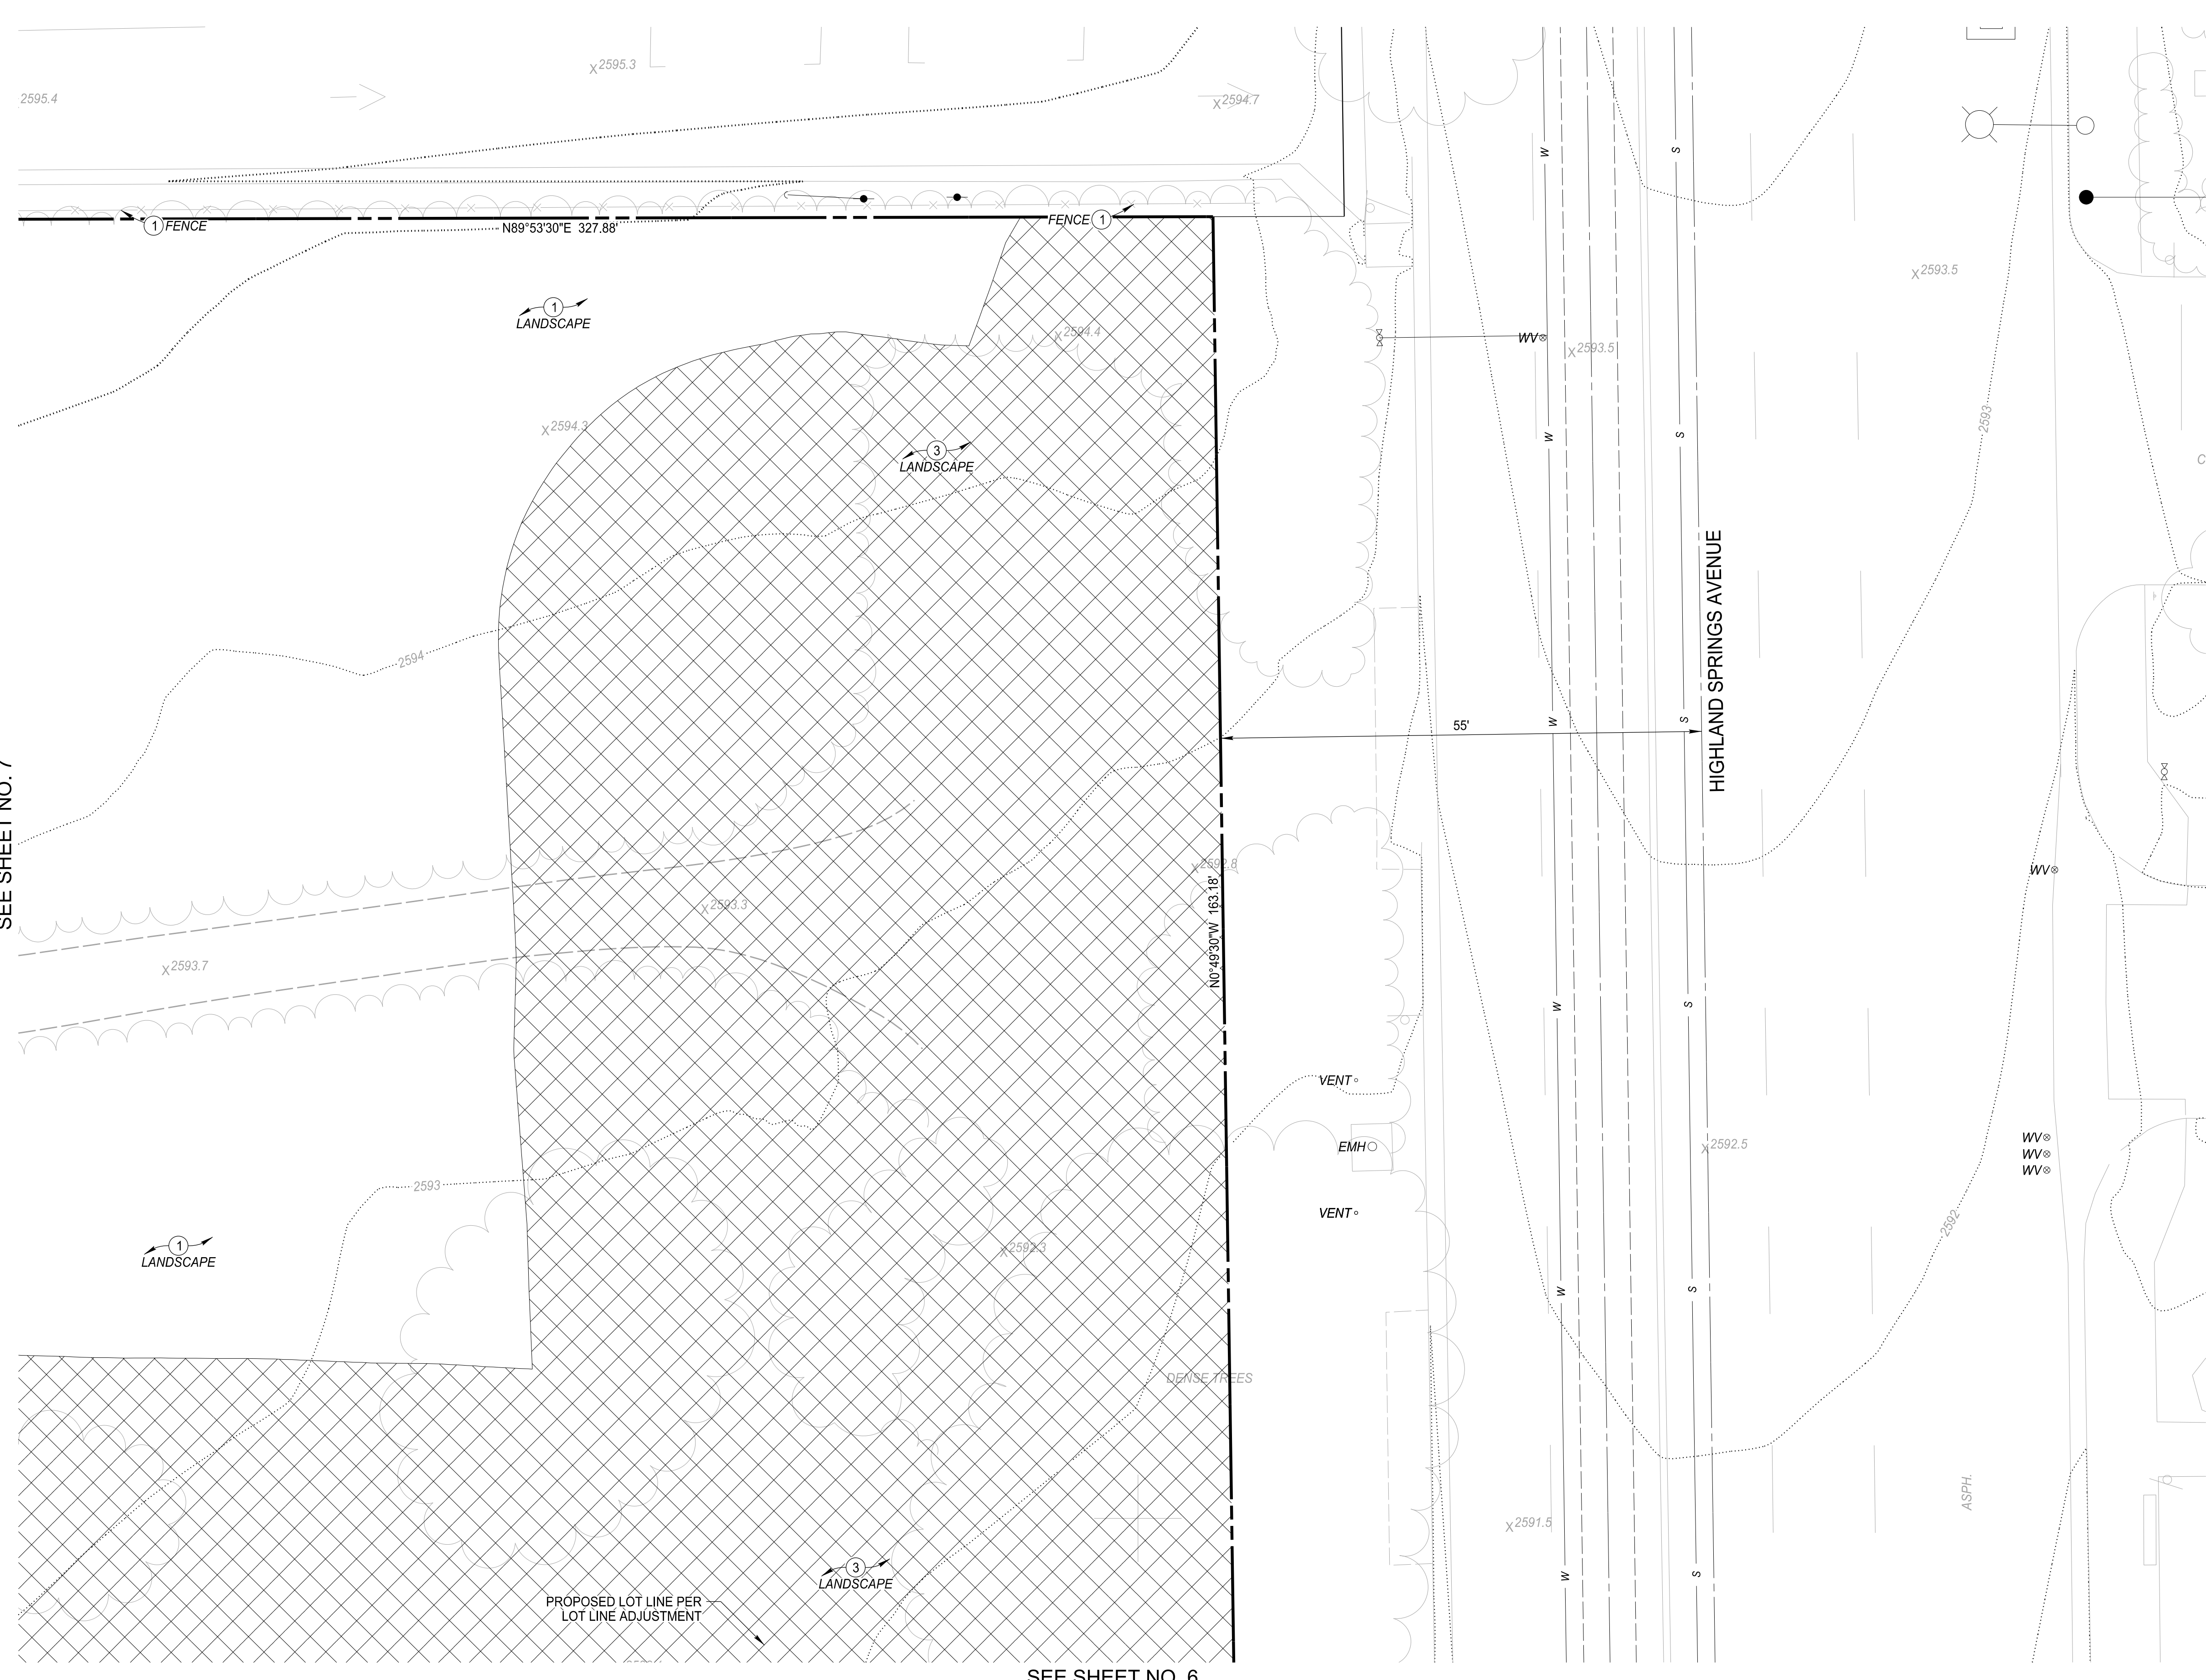 2595.3
2595.4
2594.7
W
S
1 FENCE
N89°53'30"E 327.88'
FENCE 1
2593.5
1
LANDSCAPE
2594.4
WV
2593.5
2593
2594.3
3
LANDSCAPE
W
S
C
2594
HIGHLAND SPRINGS AVENUE
55'
W
S
SEE SHEET NO. 7
2592.8
WV
N0°49'30"W 163.18'
2593.3
2593.7
W
S
VENT
EMH
2592.5
WV
WV
WV
2593
VENT
2592
1
LANDSCAPE
2592.3
W
S
DENSE TREES
ASPH.
2591.5
3
LANDSCAPE
W
S
PROPOSED LOT LINE PER
LOT LINE ADJUSTMENT
SEE SHEET NO. 6